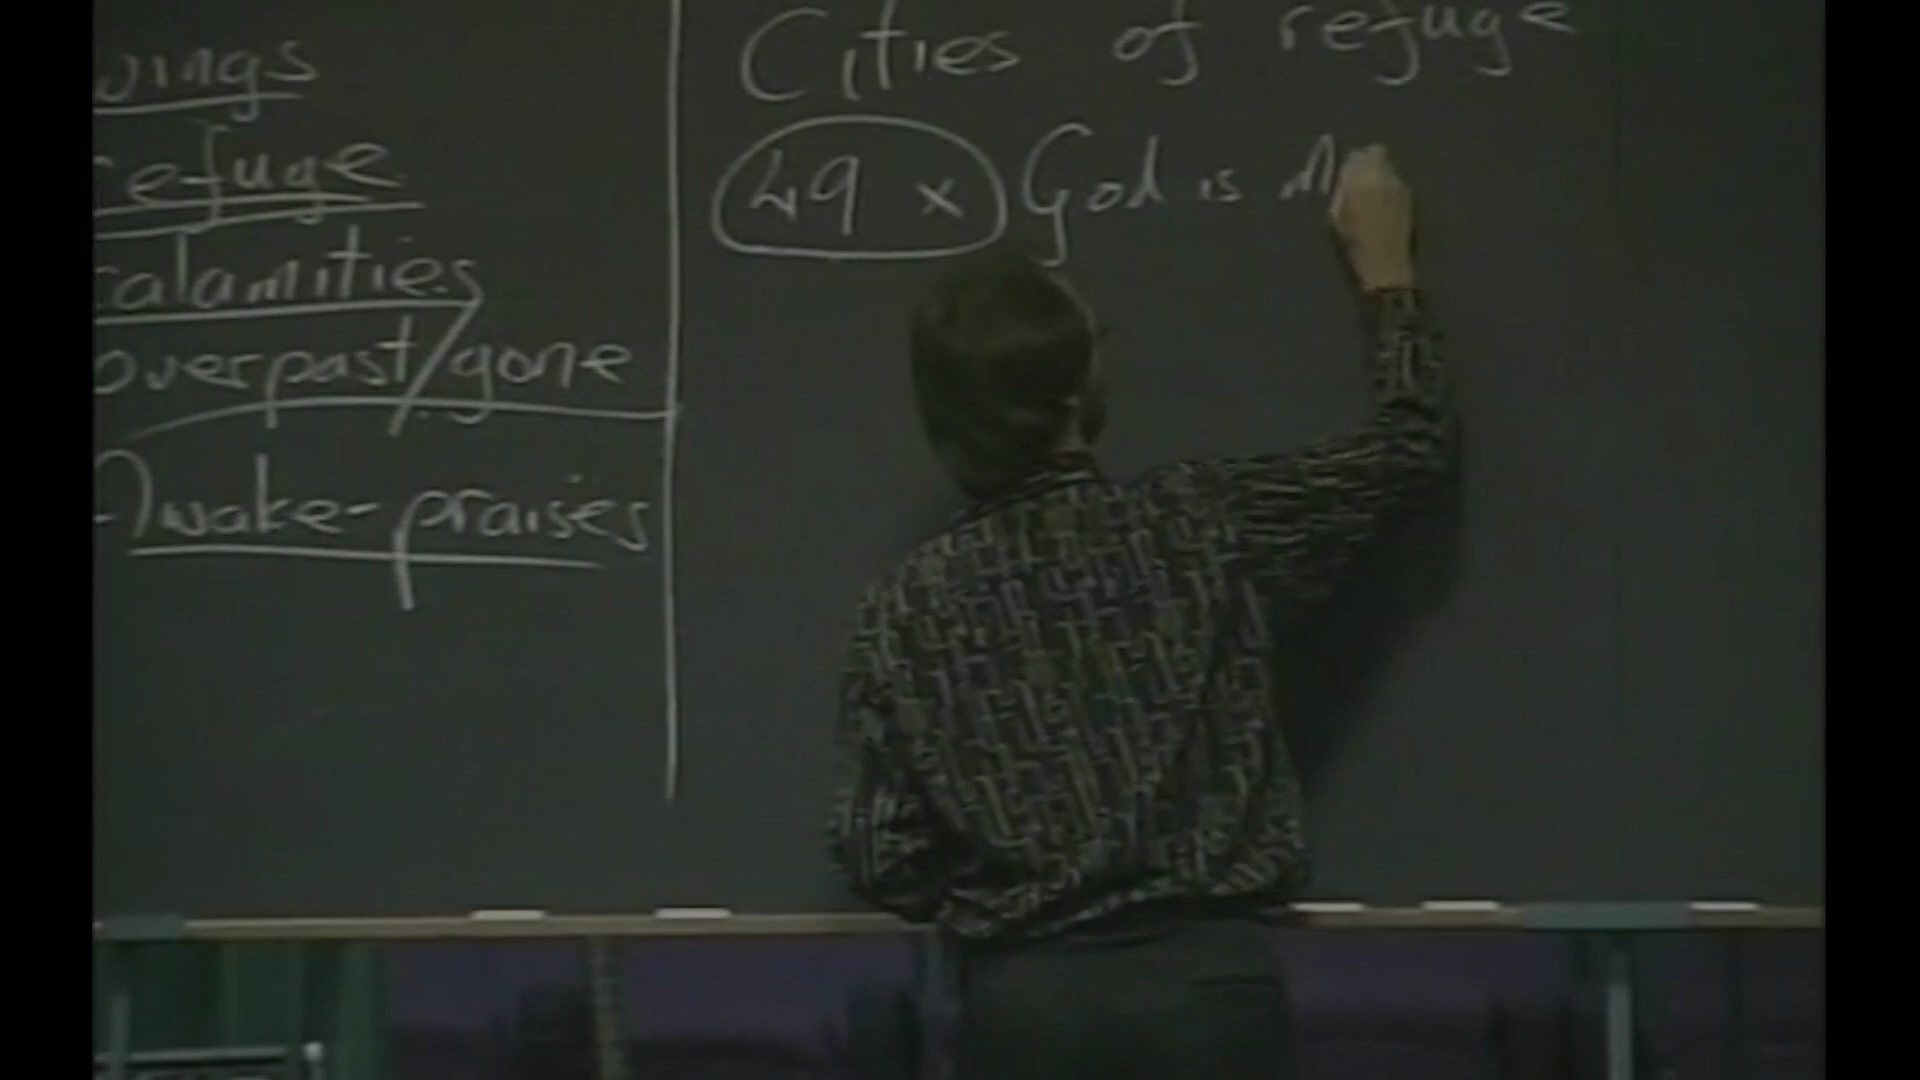 wings
refuge
calamities
overpast/gone
Awake-praises
Cities of refuge
49 x God is